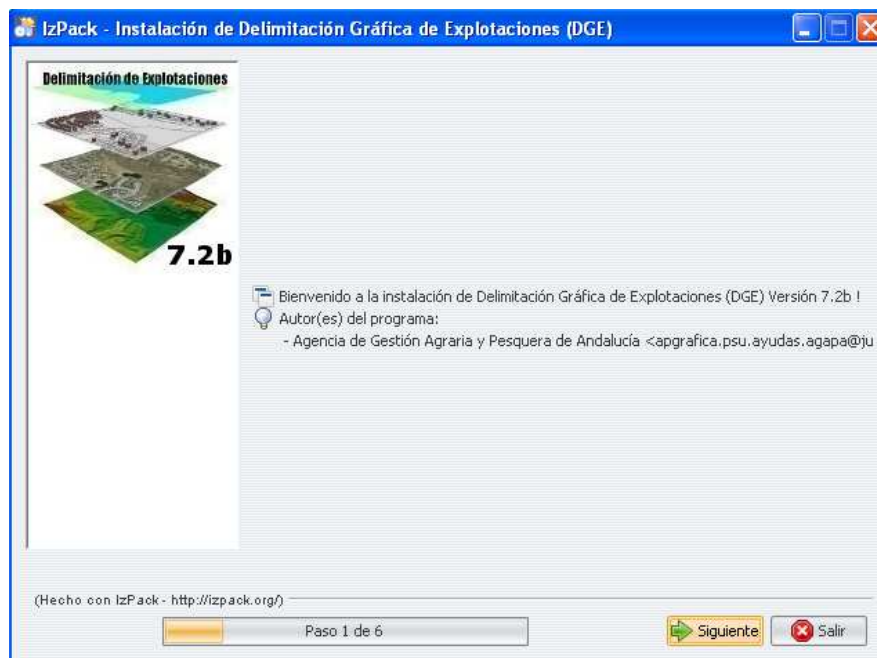 IzPack - Instalación de Delimitación Gráfica de Explotaciones (DGE)
Delimitación de Explotaciones
7.2b
Bienvenido a la instalación de Delimitación Gráfica de Explotaciones (DGE) Versión 7.2b !
Autor(es) del programa:
- Agencia de Gestión Agraria y Pesquera de Andalucía <apgrafica.psu.ayudas.agapa@ju
(Hecho con IzPack - http://izpack.org/)
Paso 1 de 6
Siguiente
Salir